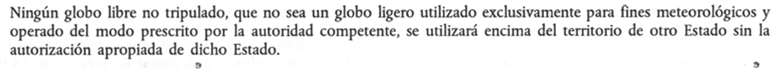 Ningún globo libre no tripulado, que no sea un globo ligero utilizado exclusivamente para fines meteorológicos y
operado del modo prescrito por la autoridad competente, se utilizará encima del territorio de otro Estado sin la
autorización apropiada de dicho Estado.